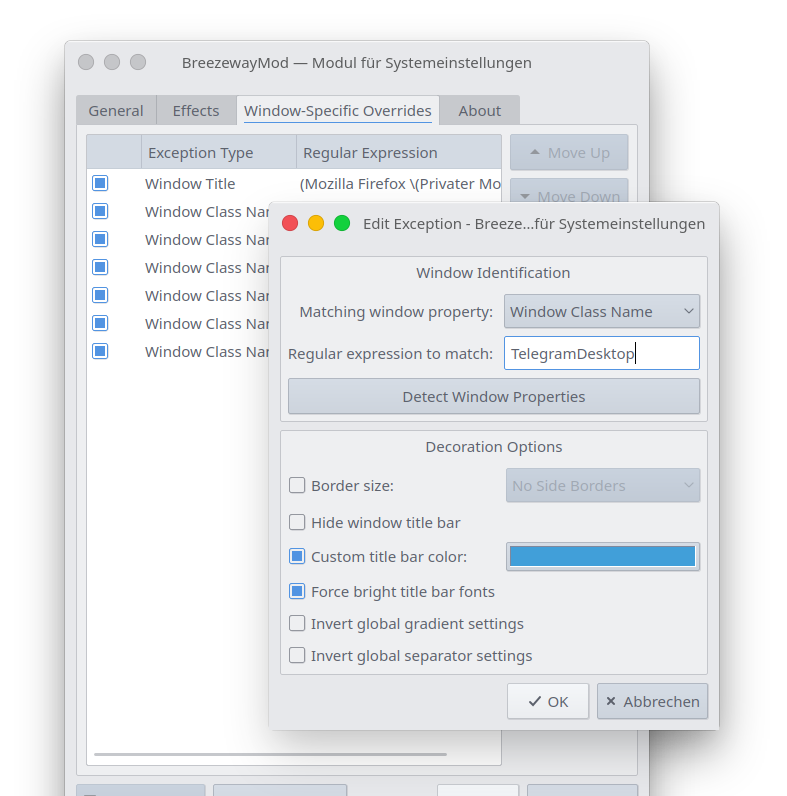 BreezewayMod — Modul für Systemeinstellungen
General Effects Window-Specific Overrides About
Exception Type Regular Expression
Move Up
Window Title (Mozilla Firefox \(Privater Mo
Move Down
Window Class Nar
Window Class Nar
Window Class Nar
Window Class Nar
Window Class Nar
Window Class Nar
Edit Exception - Breeze...für Systemeinstellungen
Window Identification
Matching window property: Window Class Name
Regular expression to match: TelegramDesktop
Detect Window Properties
Decoration Options
Border size: No Side Borders
Hide window title bar
Custom title bar color:
Force bright title bar fonts
Invert global gradient settings
Invert global separator settings
OK Abbrechen